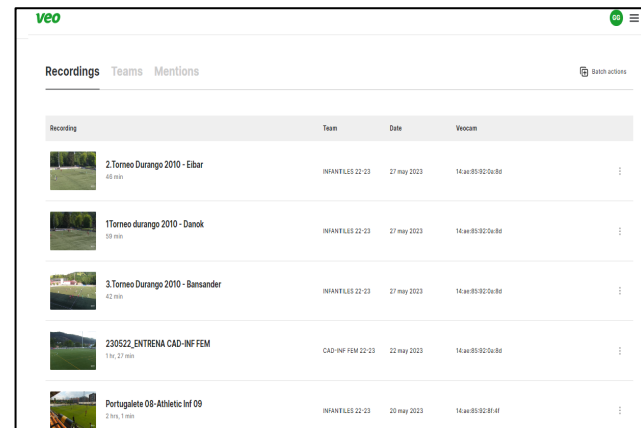 veo
GG
Recordings Teams Mentions
Batch actions
Recording Team Date Veocam
2.Torneo Durango 2010 - Eibar
48 min
INFANTILES 22-23 27 may 2023 14:ae:85:92:0a:8d
1Torneo durango 2010 - Danok
59 min
INFANTILES 22-23 27 may 2023 14:ae:85:92:0a:8d
3.Torneo Durango 2010 - Bansander
42 min
INFANTILES 22-23 27 may 2023 14:ae:85:92:0a:8d
230522_ENTRENA CAD-INF FEM
1 hr, 27 min
CAD-INF FEM 22-23 22 may 2023 14:ae:85:92:0a:8d
Portugalete 08-Athletic Inf 09
2 hrs, 1 min
INFANTILES 22-23 20 may 2023 14:ae:85:92:8f:4f